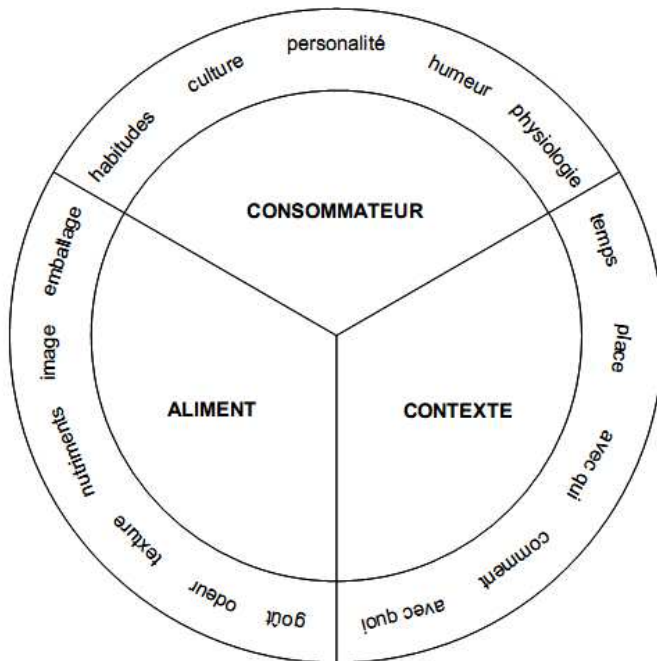 habitudes
culture
personalité
humeur
physiologie
CONSOMMATEUR
temps
place
avec qui
comment
avec quoi
CONTEXTE
goût
odeur
texture
nutriments
image
emballage
ALIMENT